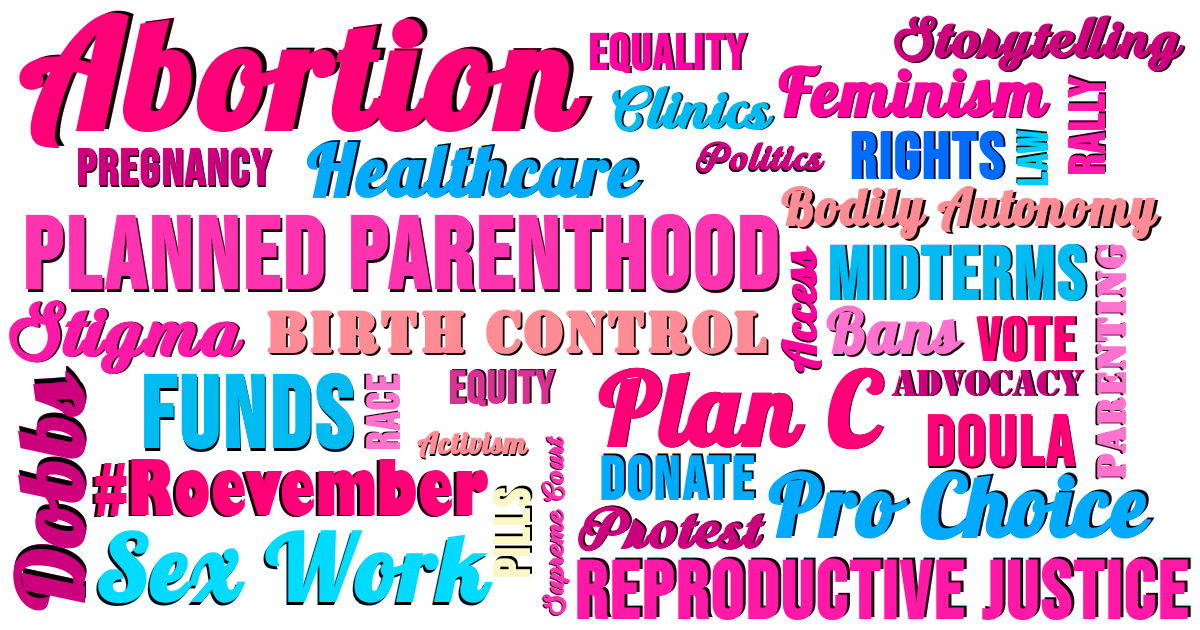 Abortion
EQUALITY
Storytelling
Clinics
Feminism
RALLY
PREGNANCY
Healthcare
Politics
RIGHTS
LAW
Bodily Autonomy
PLANNED PARENTHOOD
Access
MIDTERMS
PARENTING
Stigma
BIRTH CONTROL
Bans
VOTE
Dobbs
FUNDS
RACE
EQUITY
Plan C
ADVOCACY
Activism
DOULA
#Roevember
PILLS
Supreme Court
DONATE
Pro Choice
Sex Work
Protest
REPRODUCTIVE JUSTICE